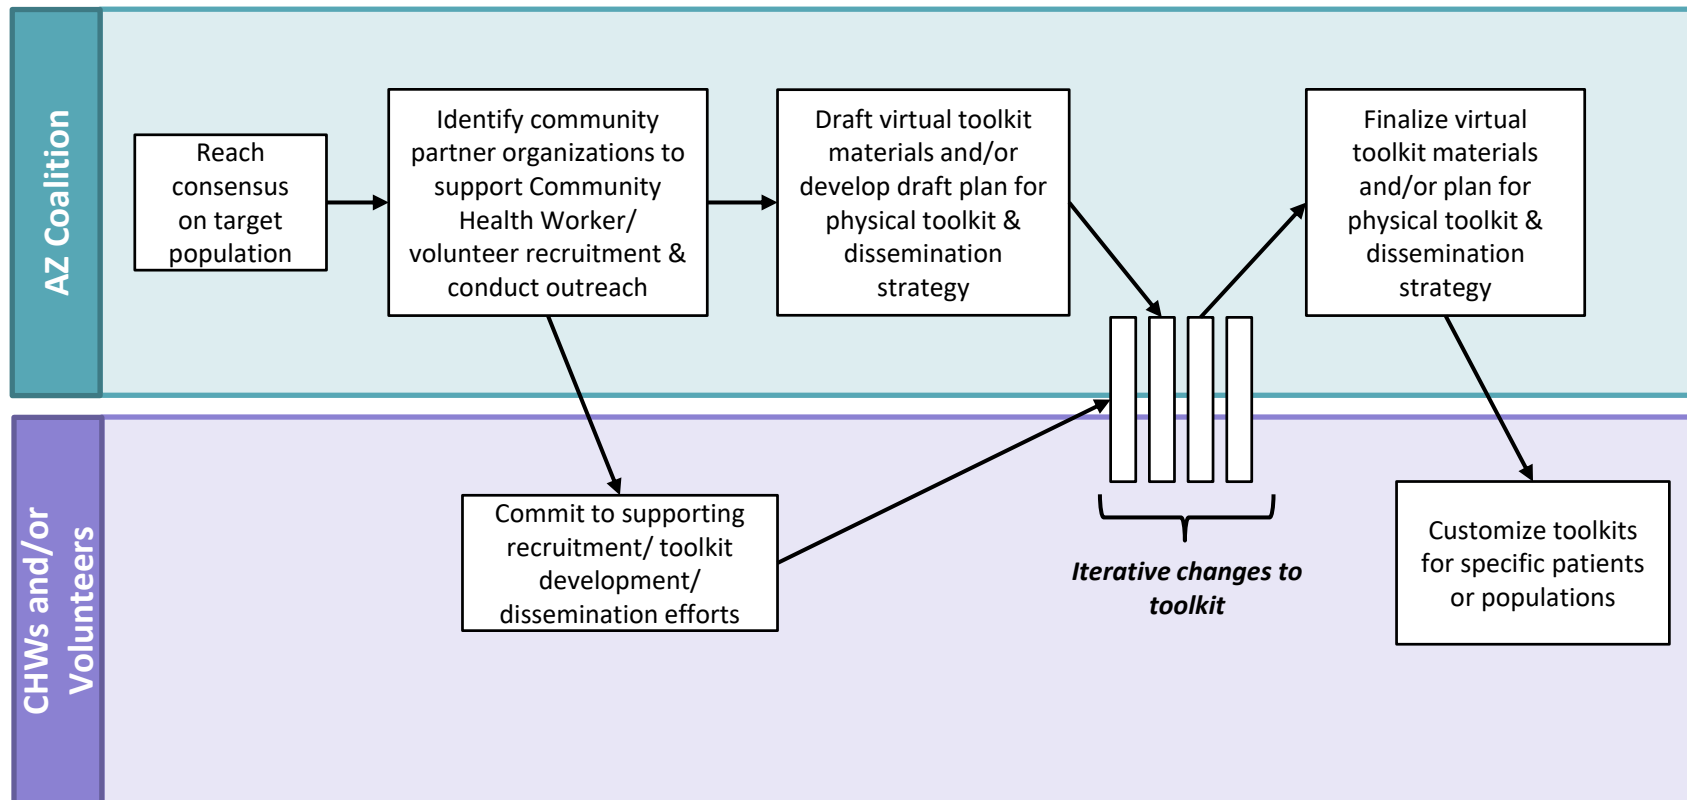 AZ Coalition
Reach
consensus
on target
population
Identify community
partner organizations to
support Community
Health Worker/
volunteer recruitment &
conduct outreach
Draft virtual toolkit
materials and/or
develop draft plan for
physical toolkit &
dissemination
strategy
Finalize virtual
toolkit materials
and/or plan for
physical toolkit &
dissemination
strategy
CHWs and/or
Volunteers
Commit to supporting
recruitment/ toolkit
development/
dissemination efforts
Iterative changes to
toolkit
Customize toolkits
for specific patients
or populations